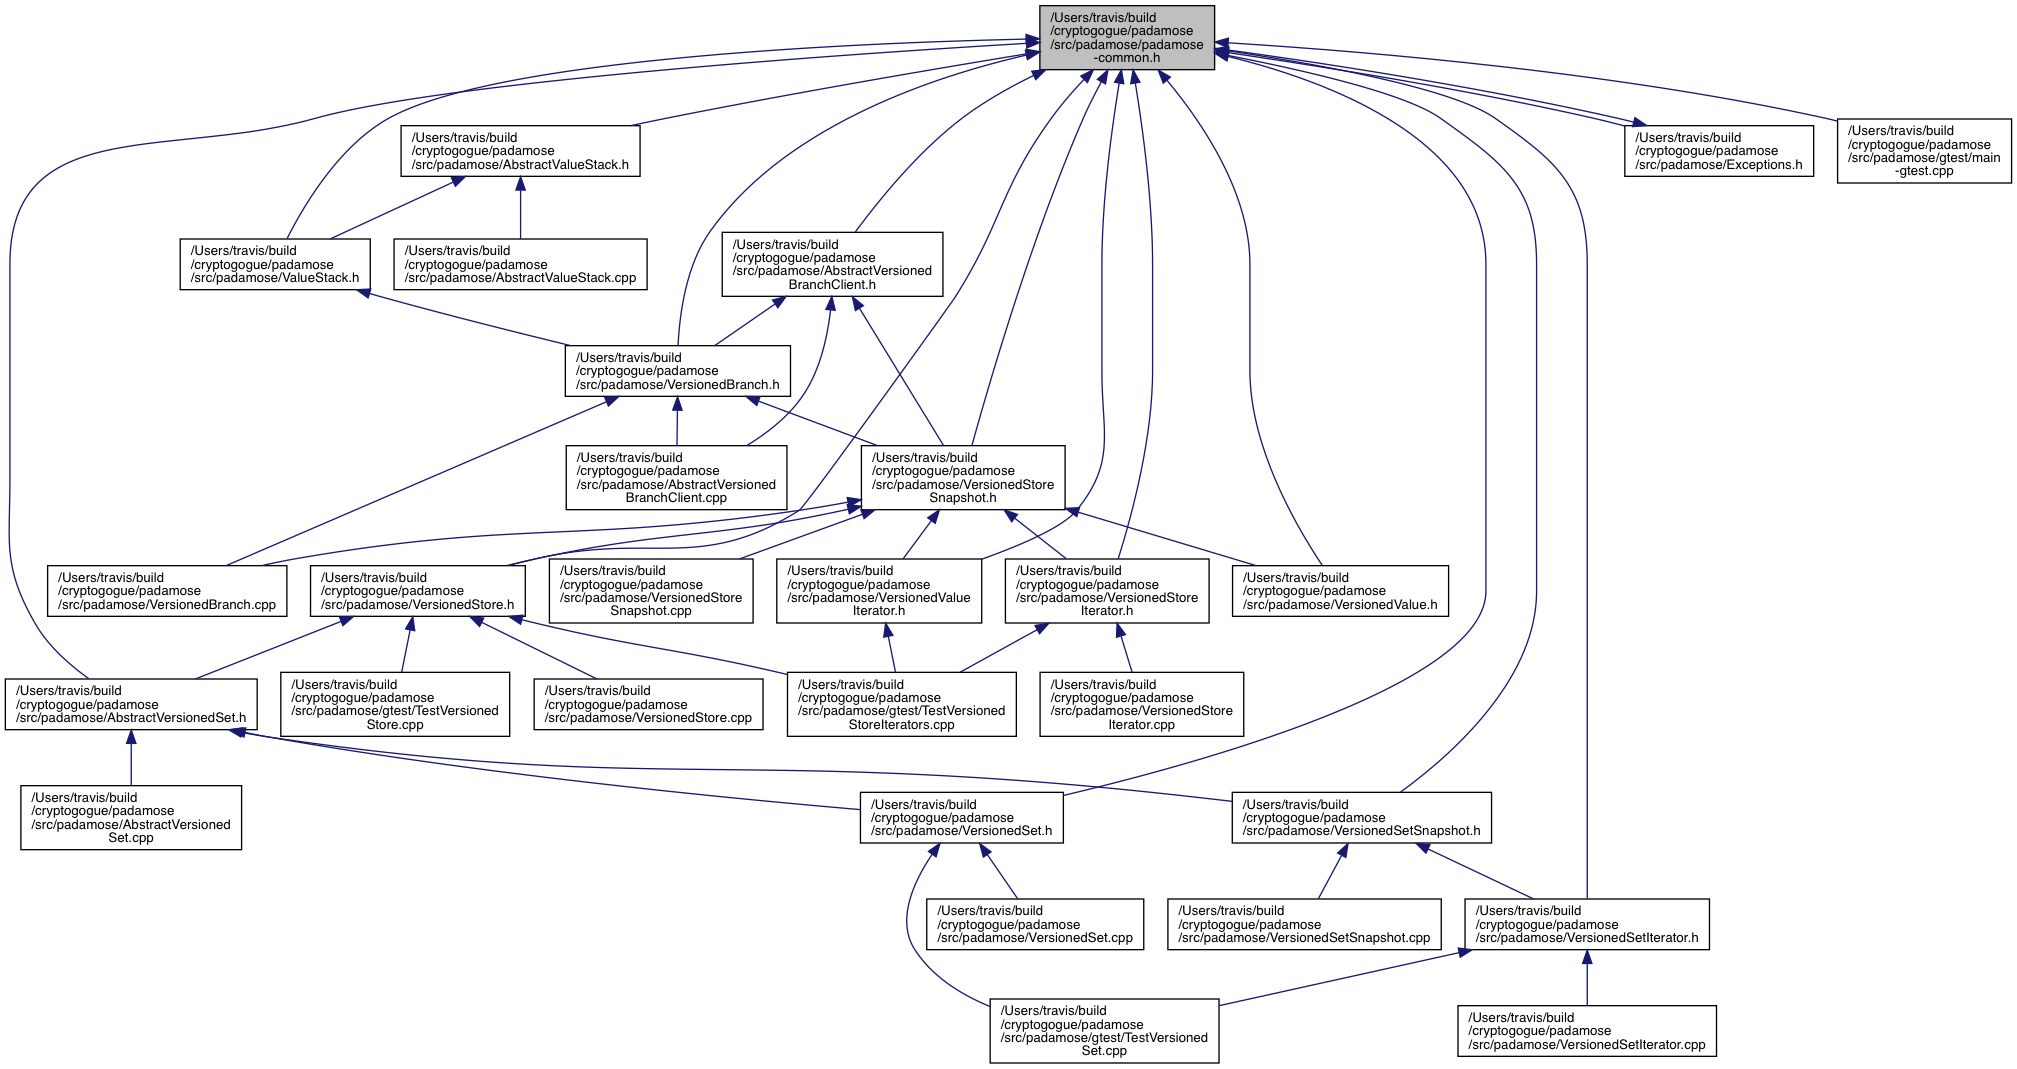 /Users/travis/build
/cryptogogue/padamose
/src/padamose/padamose
-common.h
/Users/travis/build
/cryptogogue/padamose
/src/padamose/AbstractValueStack.h
/Users/travis/build
/cryptogogue/padamose
/src/padamose/Exceptions.h
/Users/travis/build
/cryptogogue/padamose
/src/padamose/gtest/main
-gtest.cpp
/Users/travis/build
/cryptogogue/padamose
/src/padamose/ValueStack.h
/Users/travis/build
/cryptogogue/padamose
/src/padamose/AbstractValueStack.cpp
/Users/travis/build
/cryptogogue/padamose
/src/padamose/AbstractVersioned
BranchClient.h
/Users/travis/build
/cryptogogue/padamose
/src/padamose/VersionedBranch.h
/Users/travis/build
/cryptogogue/padamose
/src/padamose/AbstractVersioned
BranchClient.cpp
/Users/travis/build
/cryptogogue/padamose
/src/padamose/VersionedStore
Snapshot.h
/Users/travis/build
/cryptogogue/padamose
/src/padamose/VersionedBranch.cpp
/Users/travis/build
/cryptogogue/padamose
/src/padamose/VersionedStore.h
/Users/travis/build
/cryptogogue/padamose
/src/padamose/VersionedStore
Snapshot.cpp
/Users/travis/build
/cryptogogue/padamose
/src/padamose/VersionedValue
Iterator.h
/Users/travis/build
/cryptogogue/padamose
/src/padamose/VersionedStore
Iterator.h
/Users/travis/build
/cryptogogue/padamose
/src/padamose/VersionedValue.h
/Users/travis/build
/cryptogogue/padamose
/src/padamose/AbstractVersionedSet.h
/Users/travis/build
/cryptogogue/padamose
/src/padamose/gtest/TestVersioned
Store.cpp
/Users/travis/build
/cryptogogue/padamose
/src/padamose/VersionedStore.cpp
/Users/travis/build
/cryptogogue/padamose
/src/padamose/gtest/TestVersioned
StoreIterators.cpp
/Users/travis/build
/cryptogogue/padamose
/src/padamose/VersionedStore
Iterator.cpp
/Users/travis/build
/cryptogogue/padamose
/src/padamose/AbstractVersioned
Set.cpp
/Users/travis/build
/cryptogogue/padamose
/src/padamose/VersionedSet.h
/Users/travis/build
/cryptogogue/padamose
/src/padamose/VersionedSetSnapshot.h
/Users/travis/build
/cryptogogue/padamose
/src/padamose/VersionedSet.cpp
/Users/travis/build
/cryptogogue/padamose
/src/padamose/VersionedSetSnapshot.cpp
/Users/travis/build
/cryptogogue/padamose
/src/padamose/VersionedSetIterator.h
/Users/travis/build
/cryptogogue/padamose
/src/padamose/gtest/TestVersioned
Set.cpp
/Users/travis/build
/cryptogogue/padamose
/src/padamose/VersionedSetIterator.cpp